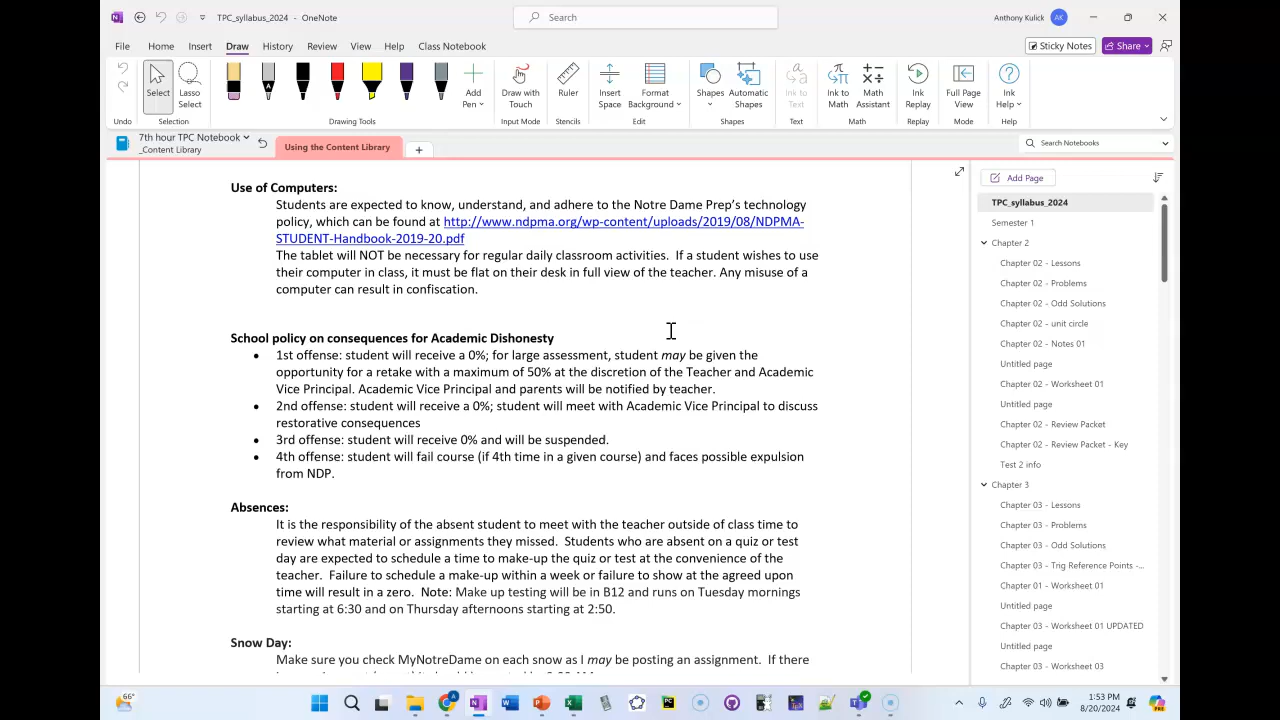 TPC_syllabus_2024 - OneNote
Search
Anthony Kulick
AK
File Home Insert Draw History Review View Help Class Notebook
Sticky Notes
Share
Select
Lasso Select
Add Pen
Draw with Touch
Ruler
Insert Space
Format Background
Shapes
Automatic Shapes
Ink to Text
Ink to Math
Math Assistant
Ink Replay
Full Page View
Ink Help
Undo
Selection
Drawing Tools
Input Mode
Stencils
Edit
Shapes
Text
Math
Replay
Mode
Help
7th hour TPC Notebook
_Content Library
Using the Content Library
+
Search Notebooks
Use of Computers:
Students are expected to know, understand, and adhere to the Notre Dame Prep's technology
policy, which can be found at http://www.ndpma.org/wp-content/uploads/2019/08/NDPMA-
STUDENT-Handbook-2019-20.pdf
The tablet will NOT be necessary for regular daily classroom activities. If a student wishes to use
their computer in class, it must be flat on their desk in full view of the teacher. Any misuse of a
computer can result in confiscation.
School policy on consequences for Academic Dishonesty
• 1st offense: student will receive a 0%; for large assessment, student may be given the
opportunity for a retake with a maximum of 50% at the discretion of the Teacher and Academic
Vice Principal. Academic Vice Principal and parents will be notified by teacher.
• 2nd offense: student will receive a 0%; student will meet with Academic Vice Principal to discuss
restorative consequences
• 3rd offense: student will receive 0% and will be suspended.
• 4th offense: student will fail course (if 4th time in a given course) and faces possible expulsion
from NDP.
Absences:
It is the responsibility of the absent student to meet with the teacher outside of class time to
review what material or assignments they missed. Students who are absent on a quiz or test
day are expected to schedule a time to make-up the quiz or test at the convenience of the
teacher. Failure to schedule a make-up within a week or failure to show at the agreed upon
time will result in a zero. Note: Make up testing will be in B12 and runs on Tuesday mornings
starting at 6:30 and on Thursday afternoons starting at 2:50.
Snow Day:
Make sure you check MyNotreDame on each snow as I may be posting an assignment. If there
Add Page
TPC_syllabus_2024
Semester 1
Chapter 2
Chapter 02 - Lessons
Chapter 02 - Problems
Chapter 02 - Odd Solutions
Chapter 02 - unit circle
Chapter 02 - Notes 01
Untitled page
Chapter 02 - Worksheet 01
Untitled page
Chapter 02 - Review Packet
Chapter 02 - Review Packet - Key
Test 2 info
Chapter 3
Chapter 03 - Lessons
Chapter 03 - Problems
Chapter 03 - Odd Solutions
Chapter 03 - Trig Reference Points -...
Chapter 01 - Worksheet 01
Untitled page
Chapter 03 - Worksheet 01 UPDATED
Untitled page
Chapter 03 - Worksheet 03
66°
1:53 PM
8/20/2024